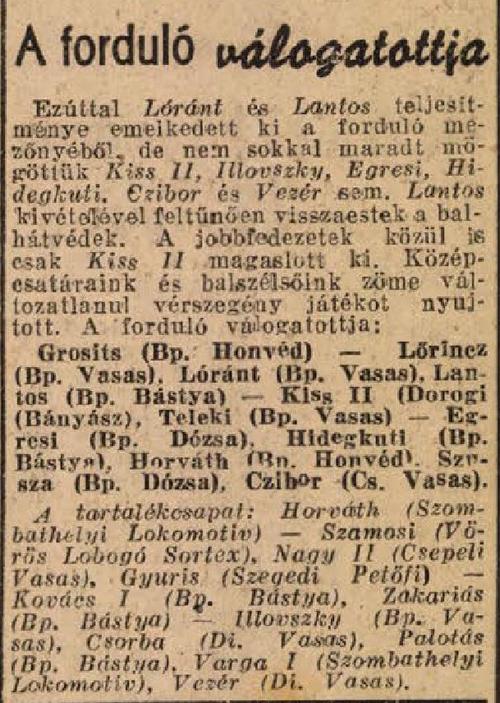 A forduló válogatottja
Ezúttal Lóránt és Lantos teljesít-
ménye emelkedett ki a forduló me-
zőnyéből, de nem sokkal maradt mö-
göttük Kiss II, Illovszky, Egresi, Hi-
degkuti. Czibor és Vezér sem. Lantos
kivételével feltűnően visszaestek a bal-
hátvédek. A jobbfedezetek közül is
csak Kiss II magaslott ki. Közép-
csatáraink és balszélsőink zöme vál-
tozatlanul vérszegény játékot nyuj-
tott. A forduló válogatottja:
Grosits (Bp. Honvéd) — Lőrincz
(Bp. Vasas), Lóránt (Bp. Vasas), Lan-
tos (Bp. Bástya) — Kiss II (Dorogi
(Bányász), Teleki (Bp. Vasas) — Eg-
resi (Bp. Dózsa), Hidegkuti (Bp.
Bástya), Horváth (Bp. Honvéd), Szu-
sza (Bp. Dózsa), Czibor (Cs. Vasas).
A tartalékcsapat: Horváth (Szom-
bathelyi Lokomotiv) — Szamosi (Vö-
rös Lobogó Sortex), Nagy II (Csepeli
Vasas), Gyuris (Szegedi Petőfi) —
Kovács I (Bp. Bástya), Zakariás
(Bp. Bástya) — Illovszky (Bp. Va-
sas), Csorba (Di. Vasas), Palotás
(Bp. Bástya), Varga I (Szombathelyi
Lokomotiv), Vezér (Di. Vasas).